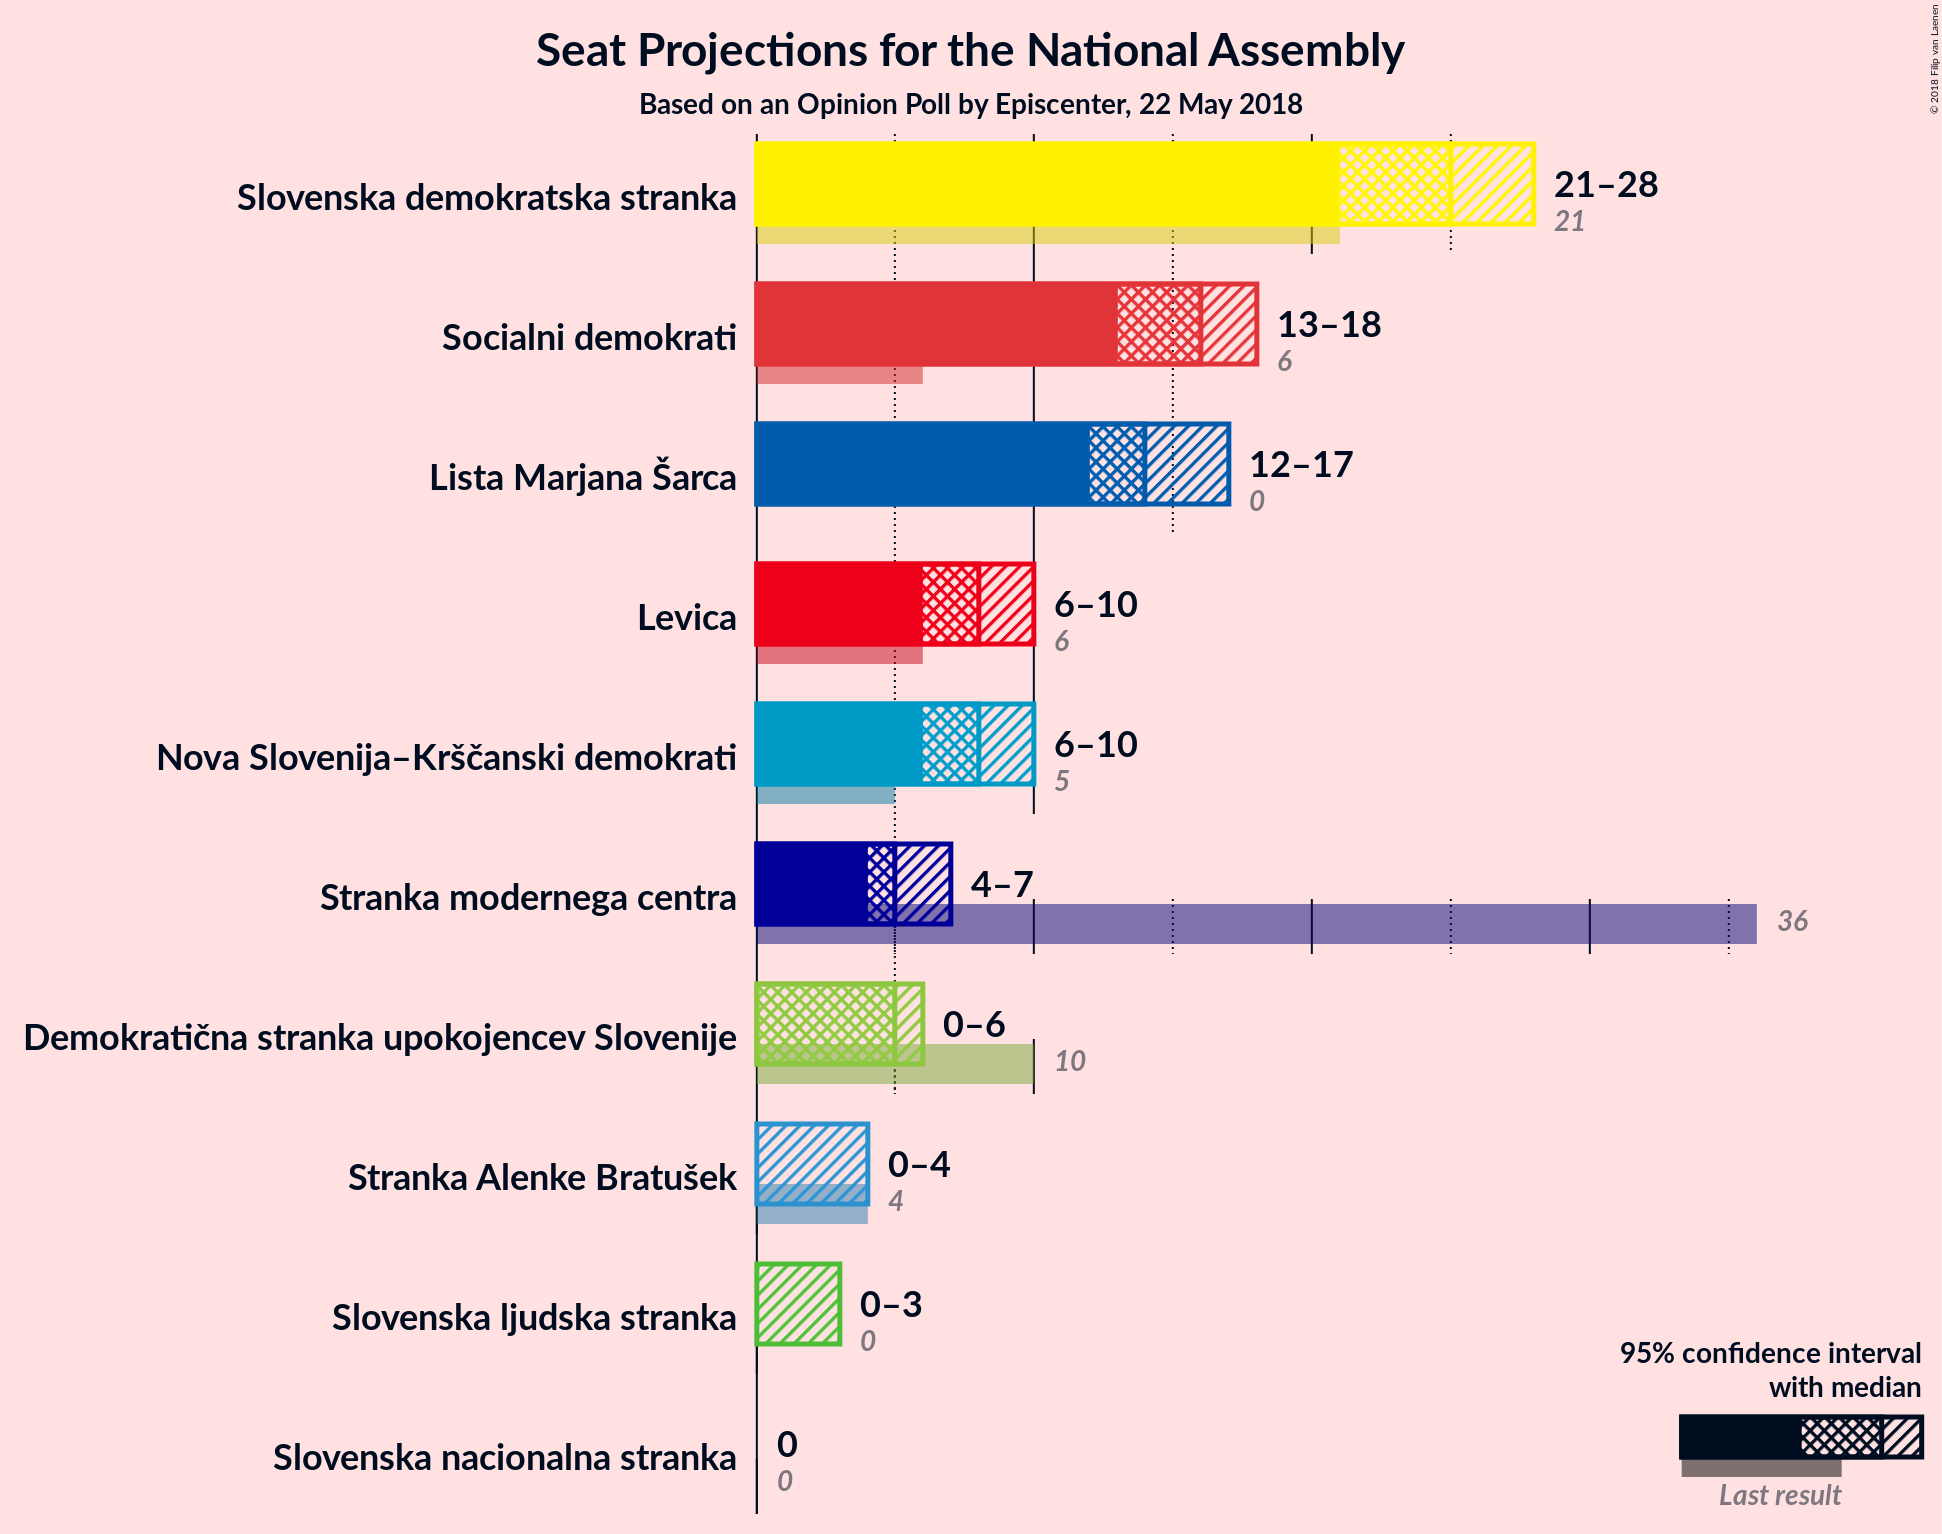 Seat Projections for the National Assembly
Based on an Opinion Poll by Episcenter, 22 May 2018
© 2018 Filip van Laenen
Slovenska demokratska stranka
21–28
21
Socialni demokrati
13–18
6
Lista Marjana Šarca
12–17
0
Levica
6–10
6
Nova Slovenija–Krščanski demokrati
6–10
5
Stranka modernega centra
4–7
36
Demokratična stranka upokojencev Slovenije
0–6
10
Stranka Alenke Bratušek
0–4
4
Slovenska ljudska stranka
0–3
0
Slovenska nacionalna stranka
0
0
95% confidence interval
with median
Last result